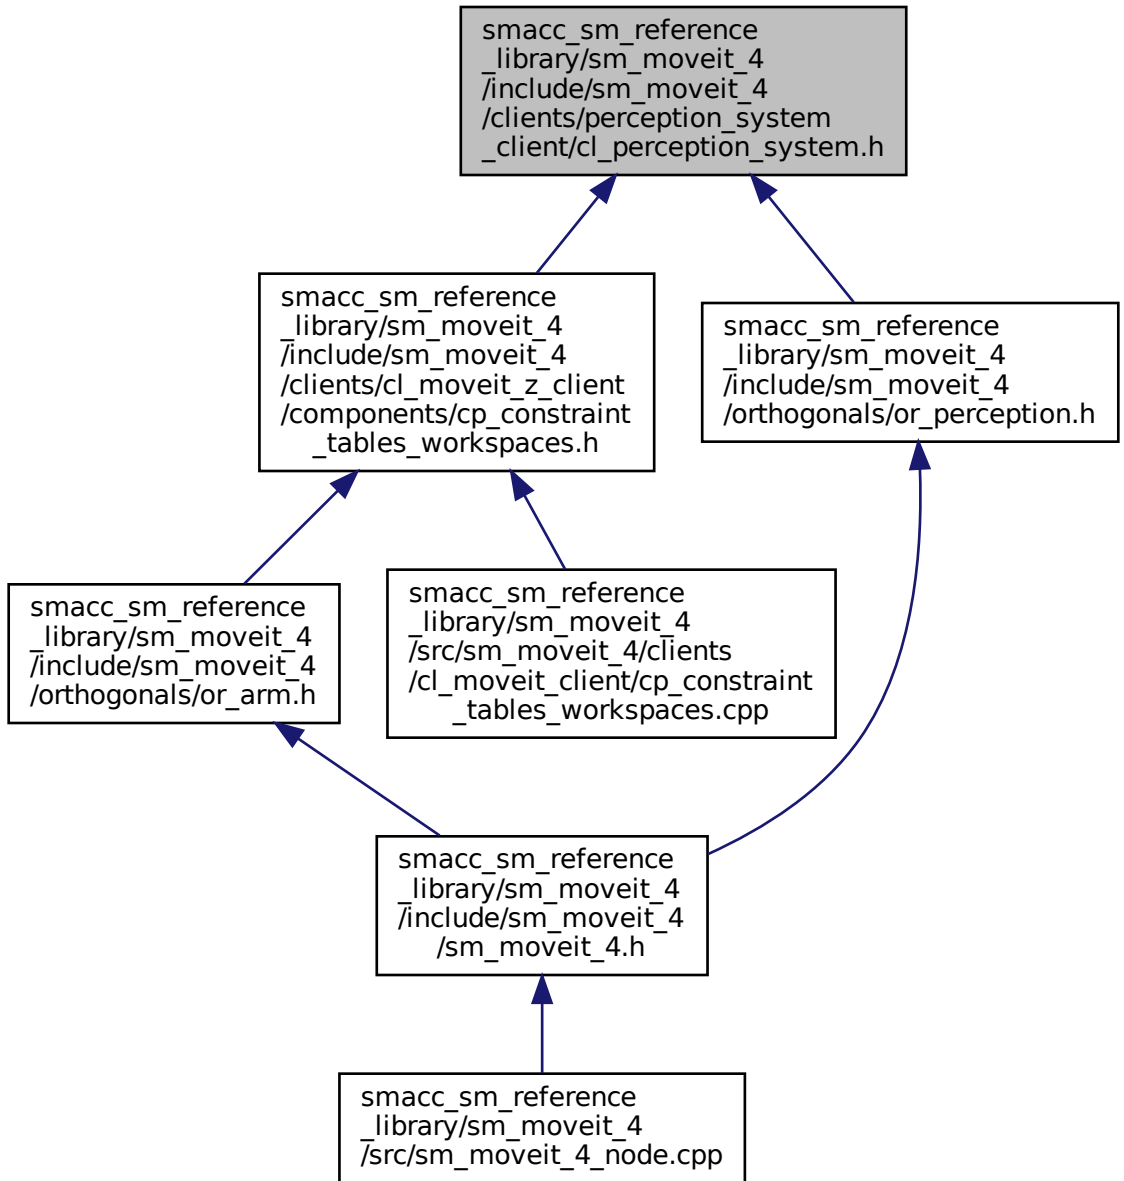 smacc_sm_reference
_library/sm_moveit_4
/include/sm_moveit_4
/clients/perception_system
_client/cl_perception_system.h
smacc_sm_reference
_library/sm_moveit_4
/include/sm_moveit_4
/clients/cl_moveit_z_client
/components/cp_constraint
_tables_workspaces.h
smacc_sm_reference
_library/sm_moveit_4
/include/sm_moveit_4
/orthogonals/or_perception.h
smacc_sm_reference
_library/sm_moveit_4
/include/sm_moveit_4
/orthogonals/or_arm.h
smacc_sm_reference
_library/sm_moveit_4
/src/sm_moveit_4/clients
/cl_moveit_client/cp_constraint
_tables_workspaces.cpp
smacc_sm_reference
_library/sm_moveit_4
/include/sm_moveit_4
/sm_moveit_4.h
smacc_sm_reference
_library/sm_moveit_4
/src/sm_moveit_4_node.cpp